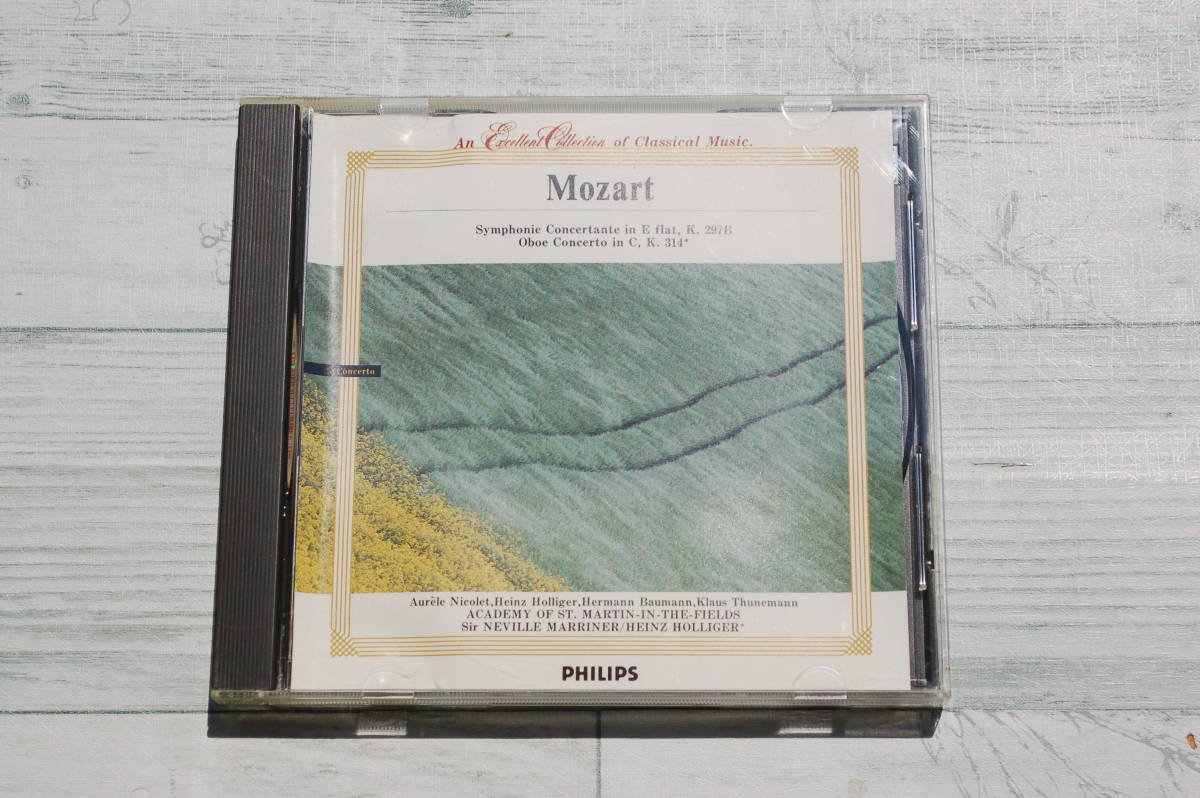 An Excellent Collection of Classical Music.
Mozart
Symphonie Concertante in E flat, K. 297B
Oboe Concerto in C, K. 314*
Concerto
Aurèle Nicolet,Heinz Holliger,Hermann Baumann,Klaus Thunemann
ACADEMY OF ST. MARTIN-IN-THE-FIELDS
Sir NEVILLE MARRINER/HEINZ HOLLIGER*
PHILIPS